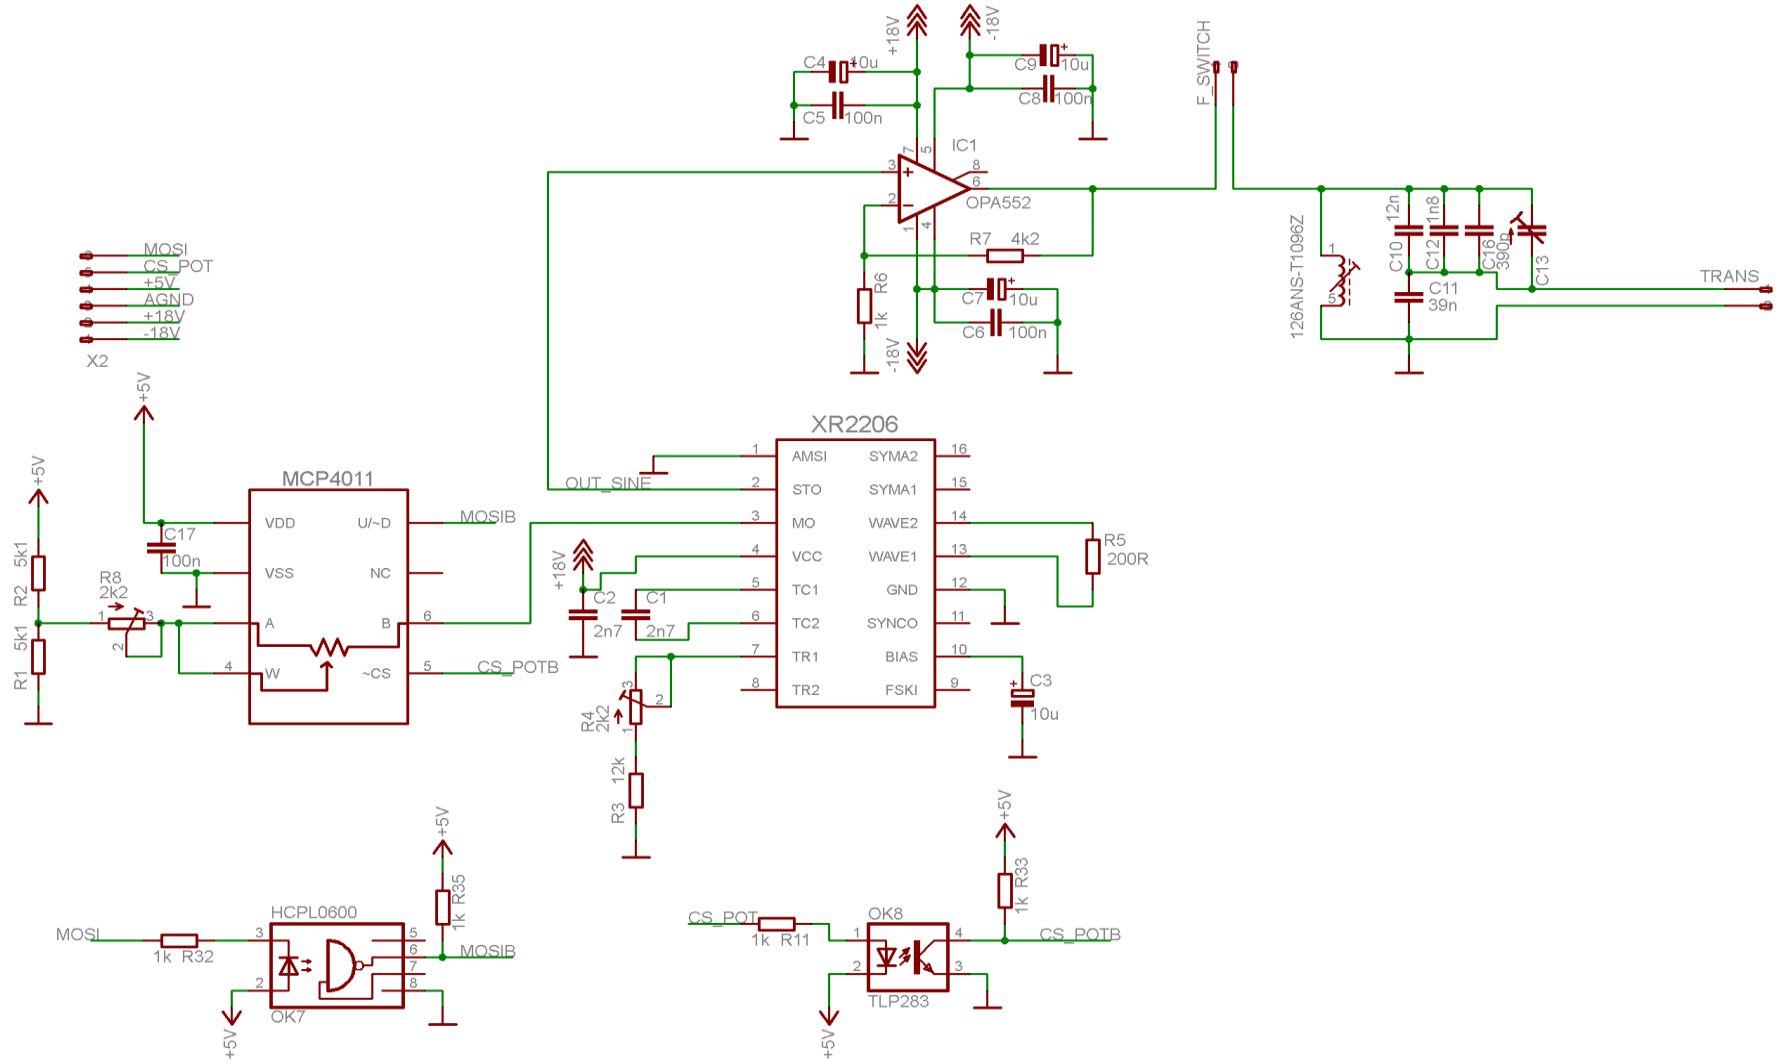 +18V
-18V
F_SWITCH
C4 10u
C5 100n
C9 10u
C8 100n
IC1
7
5
3
8
6
2
1
4
OPA552
R7 4k2
R6
1k
C7 10u
C6 100n
-18V
126ANS-T1096Z
1
5
12n
C10
1n8
C12
C16
390p
C13
C11
39n
TRANS
MOSI
CS_POT
+5V
AGND
+18V
-18V
X2
+5V
+5V
MCP4011
VDD
U/~D
MOSIB
C17
100n
VSS
NC
R2 5k1
R8
2k2
1
3
2
A
B
6
R1 5k1
4
W
~CS
5
CS_POTB
XR2206
1 AMSI SYMA2 16
OUT_SINE
2 STO SYMA1 15
3 MO WAVE2 14
4 VCC WAVE1 13
5 TC1 GND 12
6 TC2 SYNCO 11
7 TR1 BIAS 10
8 TR2 FSKI 9
+18V
C2
2n7
C1
2n7
R5
200R
C3
10u
R4
2k2
3
2
1
R3 12k
+5V
1k R35
HCPL0600
MOSI
1k R32
3
2
5
6
7
8
MOSIB
OK7
+5V
+5V
1k R33
CS_POT
1k R11
OK8
1
2
4
3
CS_POTB
TLP283
+5V